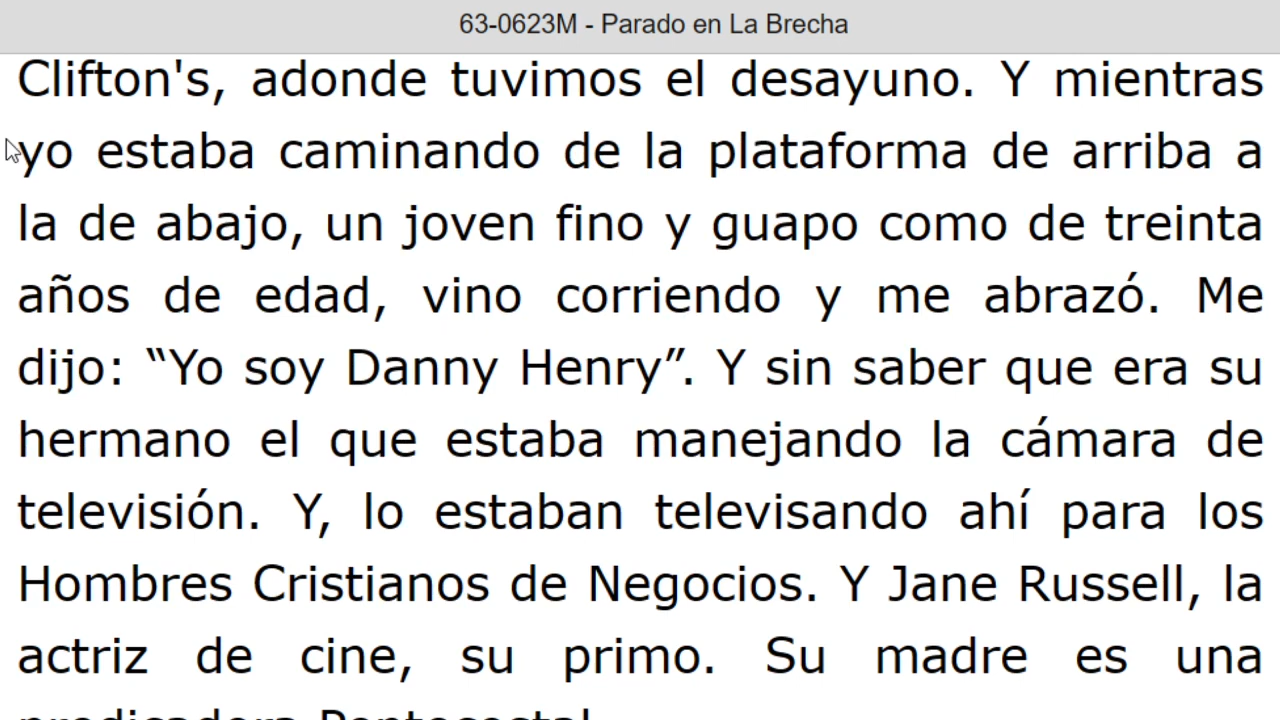 63-0623M - Parado en La Brecha
Clifton's, adonde tuvimos el desayuno. Y mientras
yo estaba caminando de la plataforma de arriba a
la de abajo, un joven fino y guapo como de treinta
años de edad, vino corriendo y me abrazó. Me
dijo: “Yo soy Danny Henry”. Y sin saber que era su
hermano el que estaba manejando la cámara de
televisión. Y, lo estaban televisando ahí para los
Hombres Cristianos de Negocios. Y Jane Russell, la
actriz de cine, su primo. Su madre es una
predicadora Pentecostal